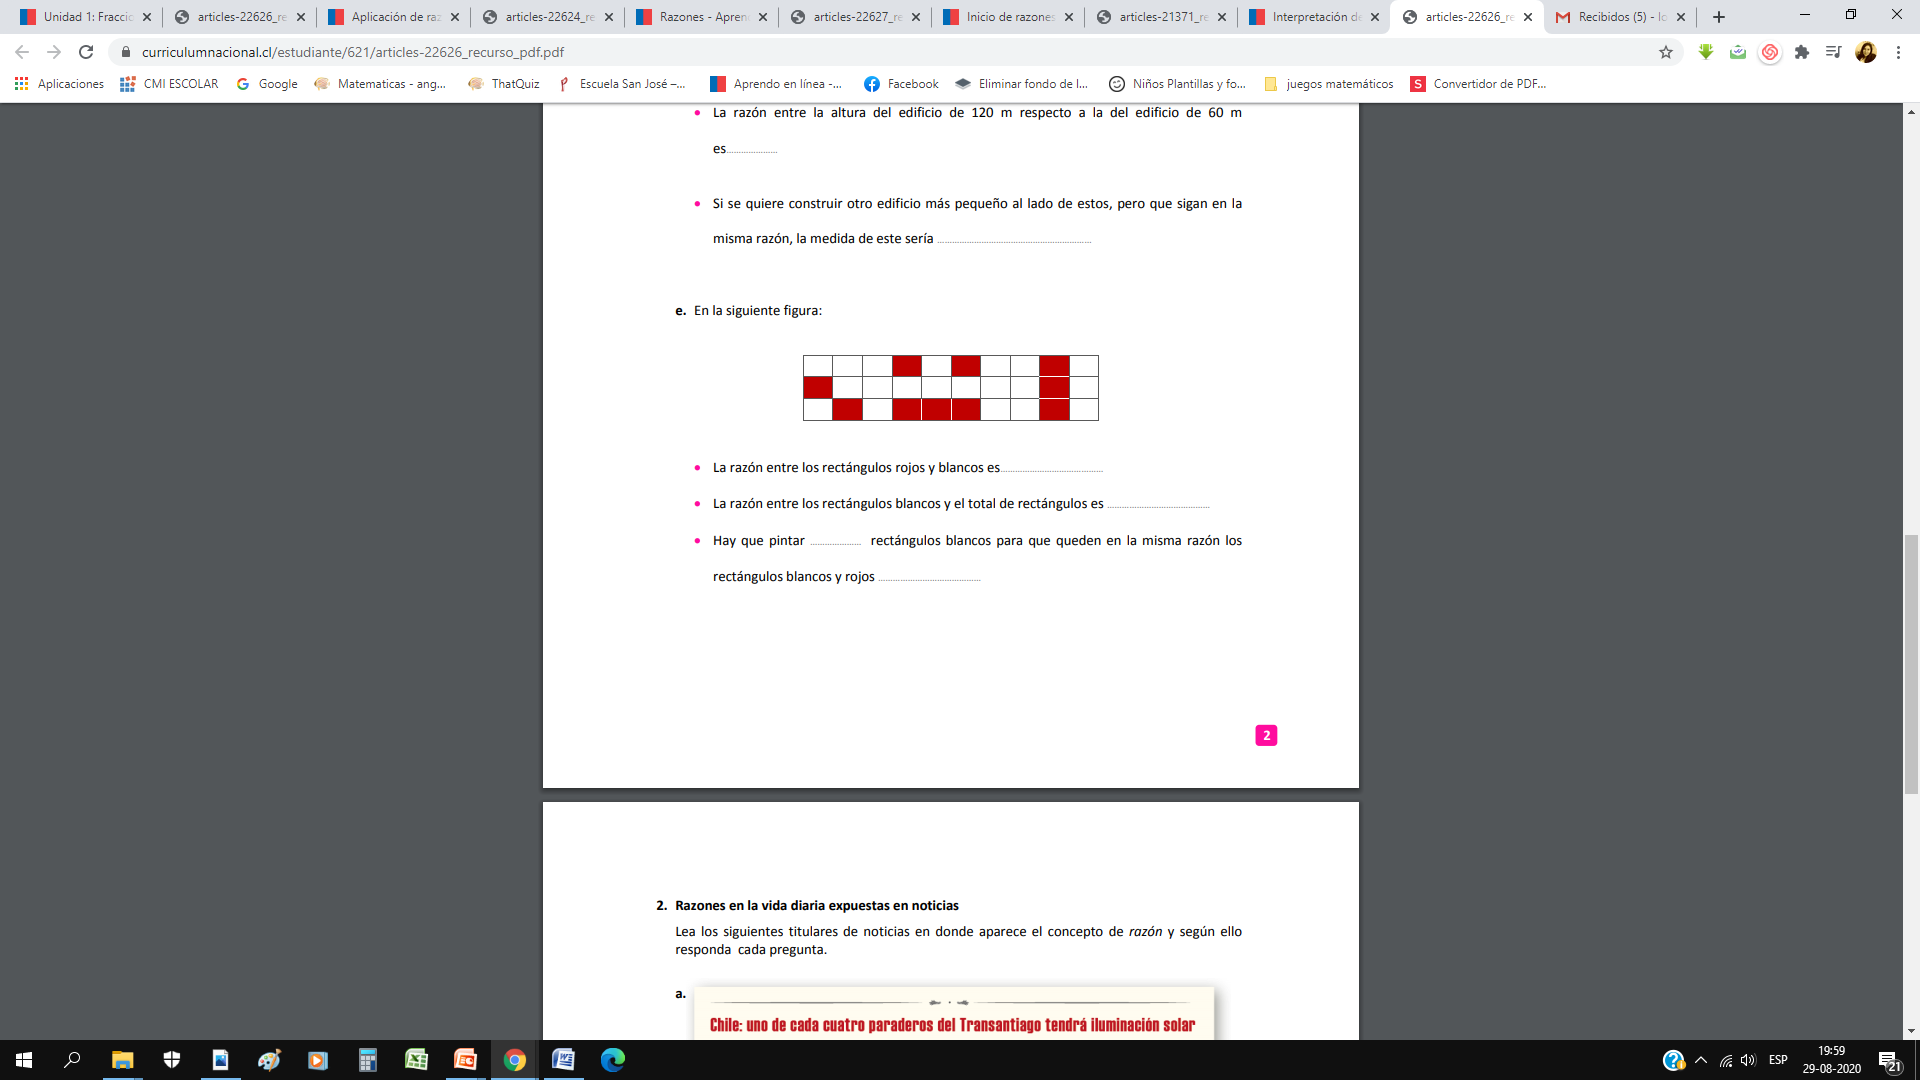 Unidad 1: Fracci
articles-22626_re
Aplicación de raz
articles-22624_re
Razones - Apren
articles-22627_re
Inicio de razones
articles-21371_re
Interpretación de
articles-22626_re
Recibidos (5) - lo
curriculumnacional.cl/estudiante/621/articles-22626_recurso_pdf.pdf
Aplicaciones
CMI ESCOLAR
Google
Matematicas - ang...
ThatQuiz
Escuela San José –...
Aprendo en línea -...
Facebook
Eliminar fondo de l...
Niños Plantillas y fo...
juegos matemáticos
Convertidor de PDF...
• La razón entre la altura del edificio de 120 m respecto a la del edificio de 60 m
es.....................
• Si se quiere construir otro edificio más pequeño al lado de estos, pero que sigan en la
misma razón, la medida de este sería ...............................................................
e. En la siguiente figura:
• La razón entre los rectángulos rojos y blancos es..........................................
• La razón entre los rectángulos blancos y el total de rectángulos es ..........................................
• Hay que pintar ..................... rectángulos blancos para que queden en la misma razón los
rectángulos blancos y rojos ..........................................
2
2. Razones en la vida diaria expuestas en noticias
Lea los siguientes titulares de noticias en donde aparece el concepto de razón y según ello
responda cada pregunta.
a.
Chile: uno de cada cuatro paraderos del Transantiago tendrá iluminación solar
ESP
19:59
29-08-2020
21